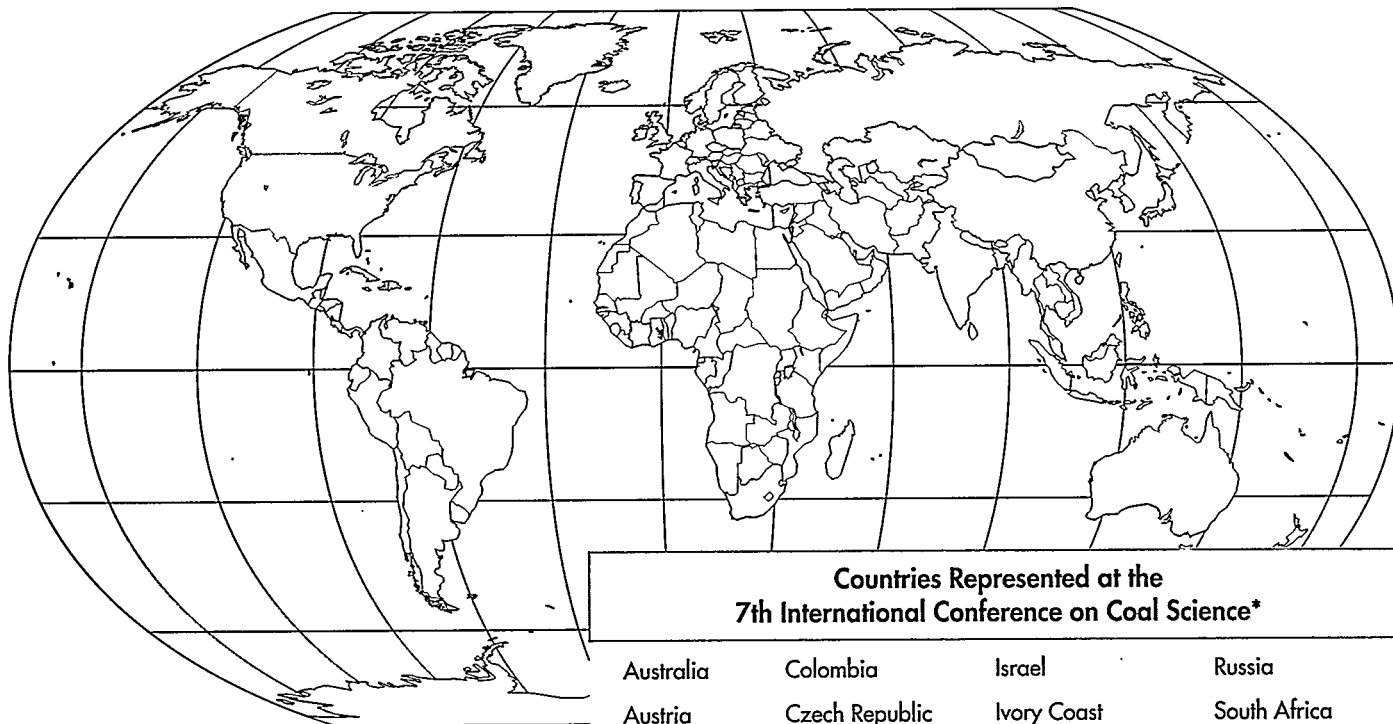 Countries Represented at the
7th International Conference on Coal Science*
Australia Colombia Israel Russia
Austria Czech Republic Ivory Coast South Africa